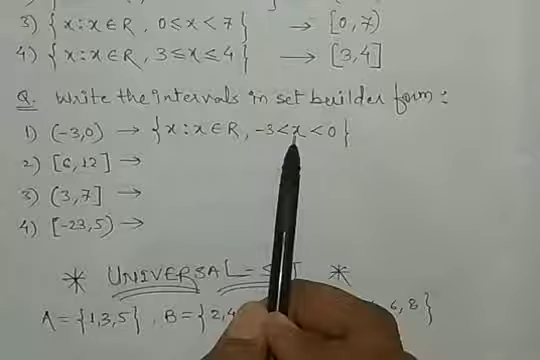 3) { x : x ∈ R, 0 ≤ x < 7 } → [0, 7)
4) { x : x ∈ R, 3 ≤ x ≤ 4 } → [3, 4]
Q. Write the intervals in set builder form :
1) (-3, 0) → { x : x ∈ R, -3 < x < 0 }
2) [6, 12] →
3) (3, 7] →
4) [-23, 5) →
* UNIVERSAL - SET *
A = {1, 3, 5} , B = {2, 4 6, 8 }